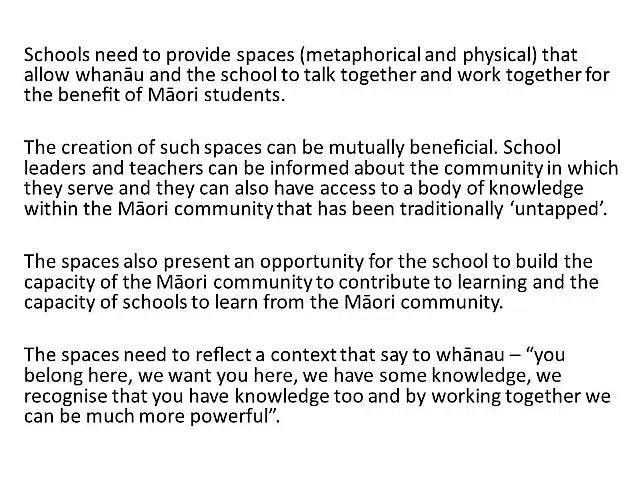 Schools need to provide spaces (metaphorical and physical) that
allow whanāu and the school to talk together and work together for
the benefit of Māori students.
The creation of such spaces can be mutually beneficial. School
leaders and teachers can be informed about the community in which
they serve and they can also have access to a body of knowledge
within the Māori community that has been traditionally ‘untapped’.
The spaces also present an opportunity for the school to build the
capacity of the Māori community to contribute to learning and the
capacity of schools to learn from the Māori community.
The spaces need to reflect a context that say to whānau – “you
belong here, we want you here, we have some knowledge, we
recognise that you have knowledge too and by working together we
can be much more powerful”.